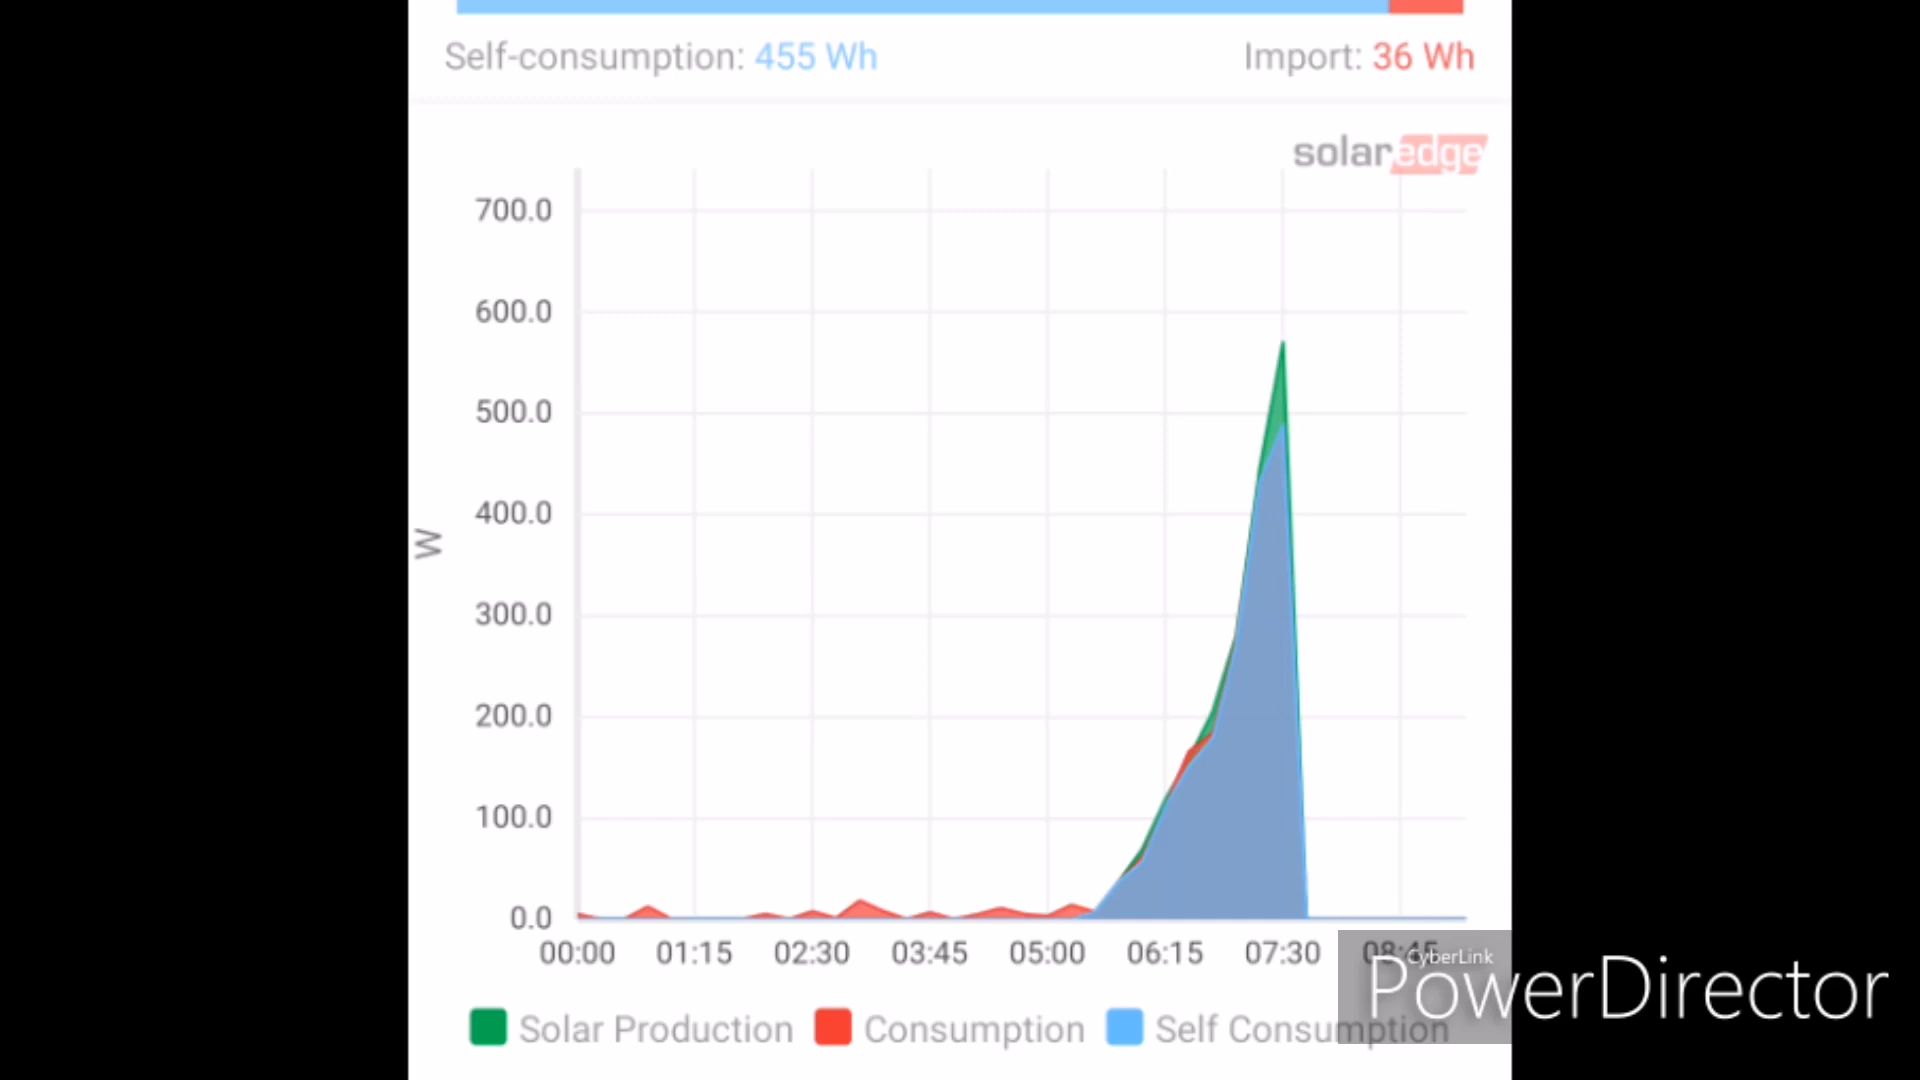 Self-consumption: 455 Wh
Import: 36 Wh
solaredge
700.0
600.0
500.0
400.0
300.0
200.0
100.0
0.0
W
00:00 01:15 02:30 03:45 05:00 06:15 07:30 08:45
Solar Production Consumption Self Consumption
CyberLink
PowerDirector